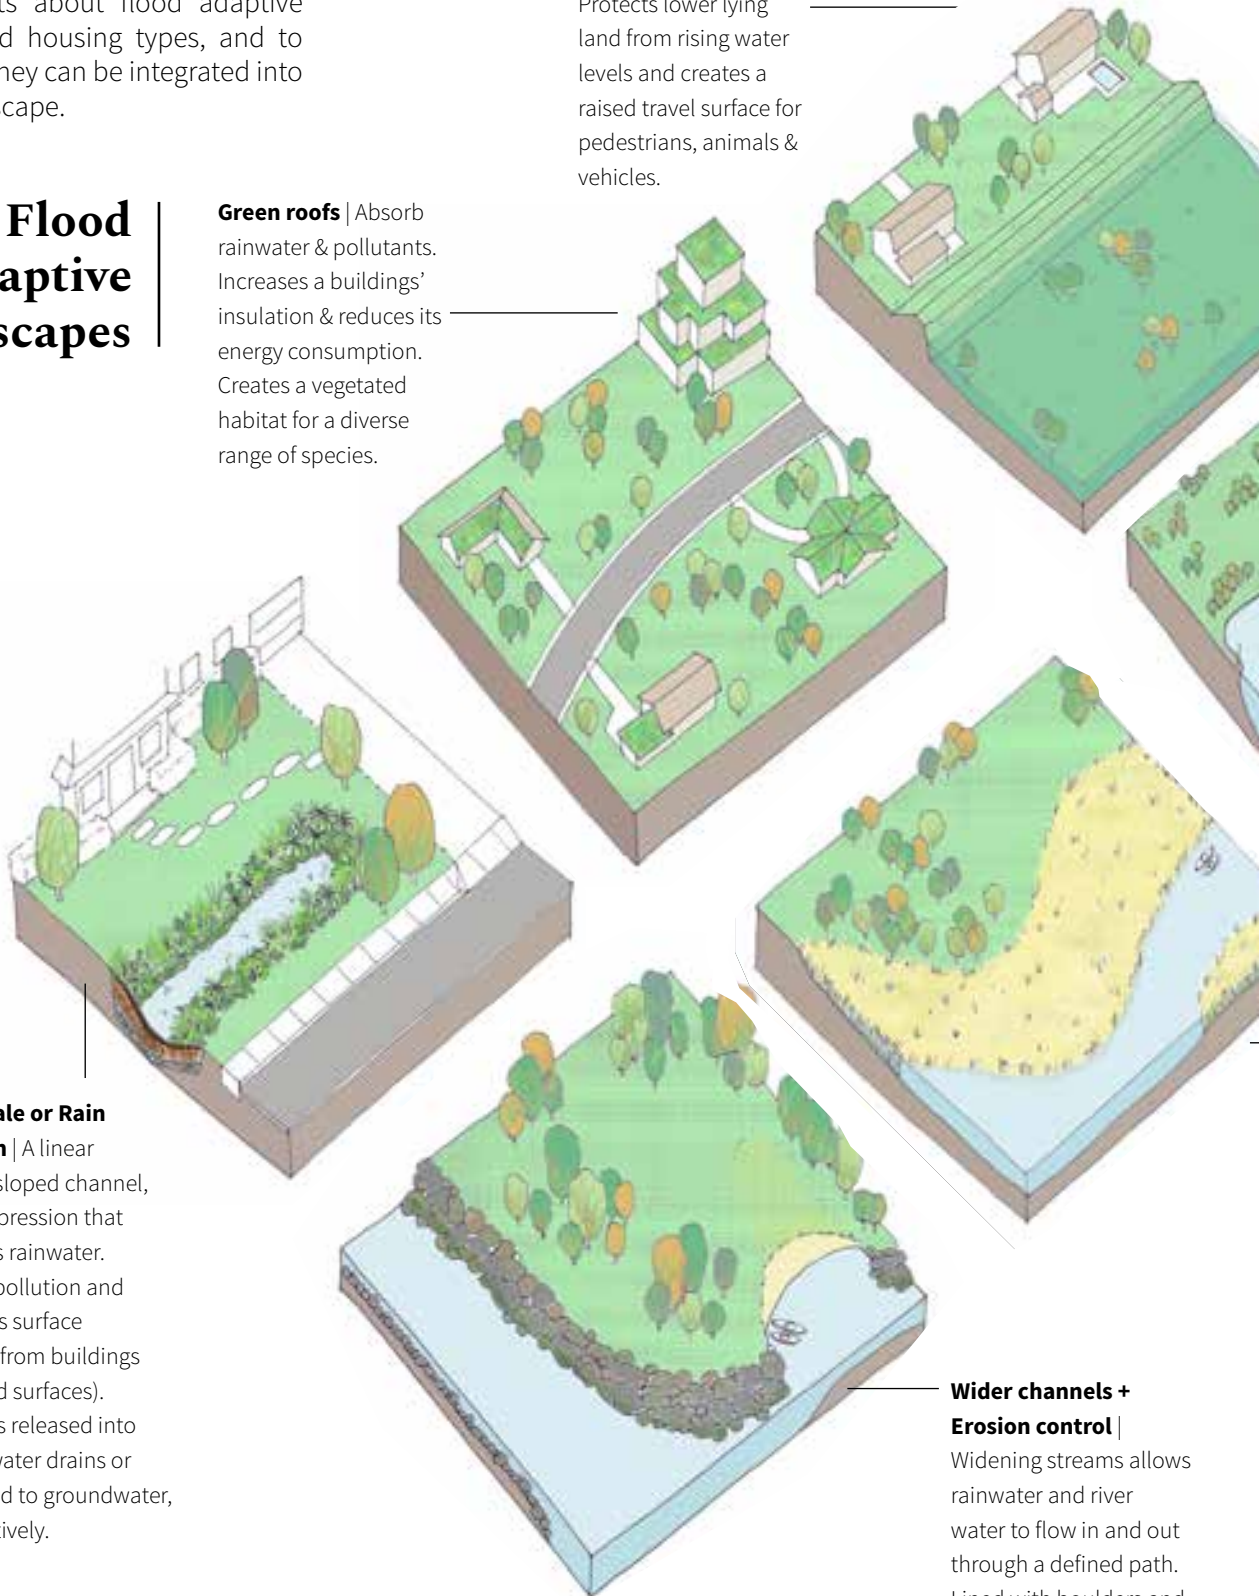 ts about flood adaptive
d housing types, and to
hey can be integrated into
scape.
Protects lower lying
land from rising water
levels and creates a
raised travel surface for
pedestrians, animals &
vehicles.
Flood
aptive
scapes
Green roofs | Absorb
rainwater & pollutants.
Increases a buildings’
insulation & reduces its
energy consumption.
Creates a vegetated
habitat for a diverse
range of species.
ale or Rain
n | A linear
sloped channel,
pression that
s rainwater.
pollution and
s surface
from buildings
d surfaces).
s released into
water drains or
d to groundwater,
tively.
Wider channels +
Erosion control |
Widening streams allows
rainwater and river
water to flow in and out
through a defined path.
Lined with boulders and